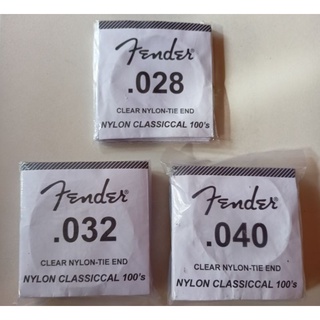 Fender
.028
CLEAR NYLON-TIE END
NYLON CLASSICCAL 100's
Fender
.032
CLEAR NYLON-TIE END
NYLON CLASSICCAL 100's
Fender
.040
CLEAR NYLON-TIE END
NYLON CLASSICCAL 100's